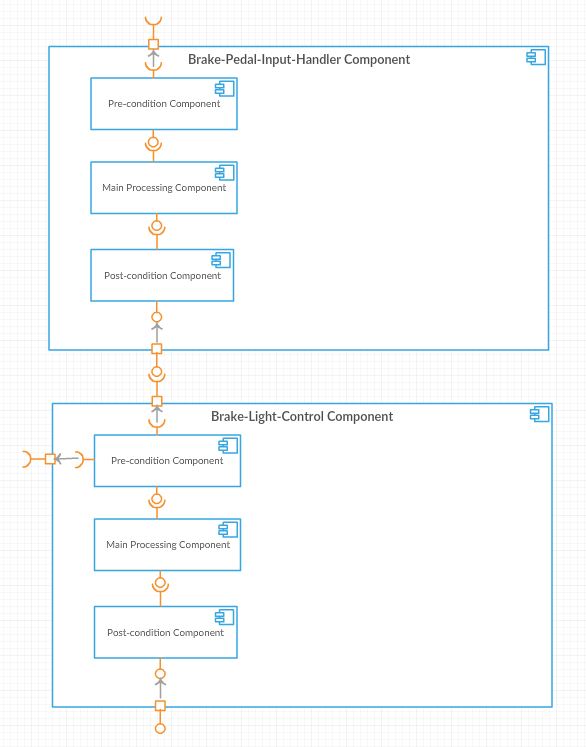 Brake-Pedal-Input-Handler Component
Pre-condition Component
Main Processing Component
Post-condition Component
Brake-Light-Control Component
Pre-condition Component
Main Processing Component
Post-condition Component